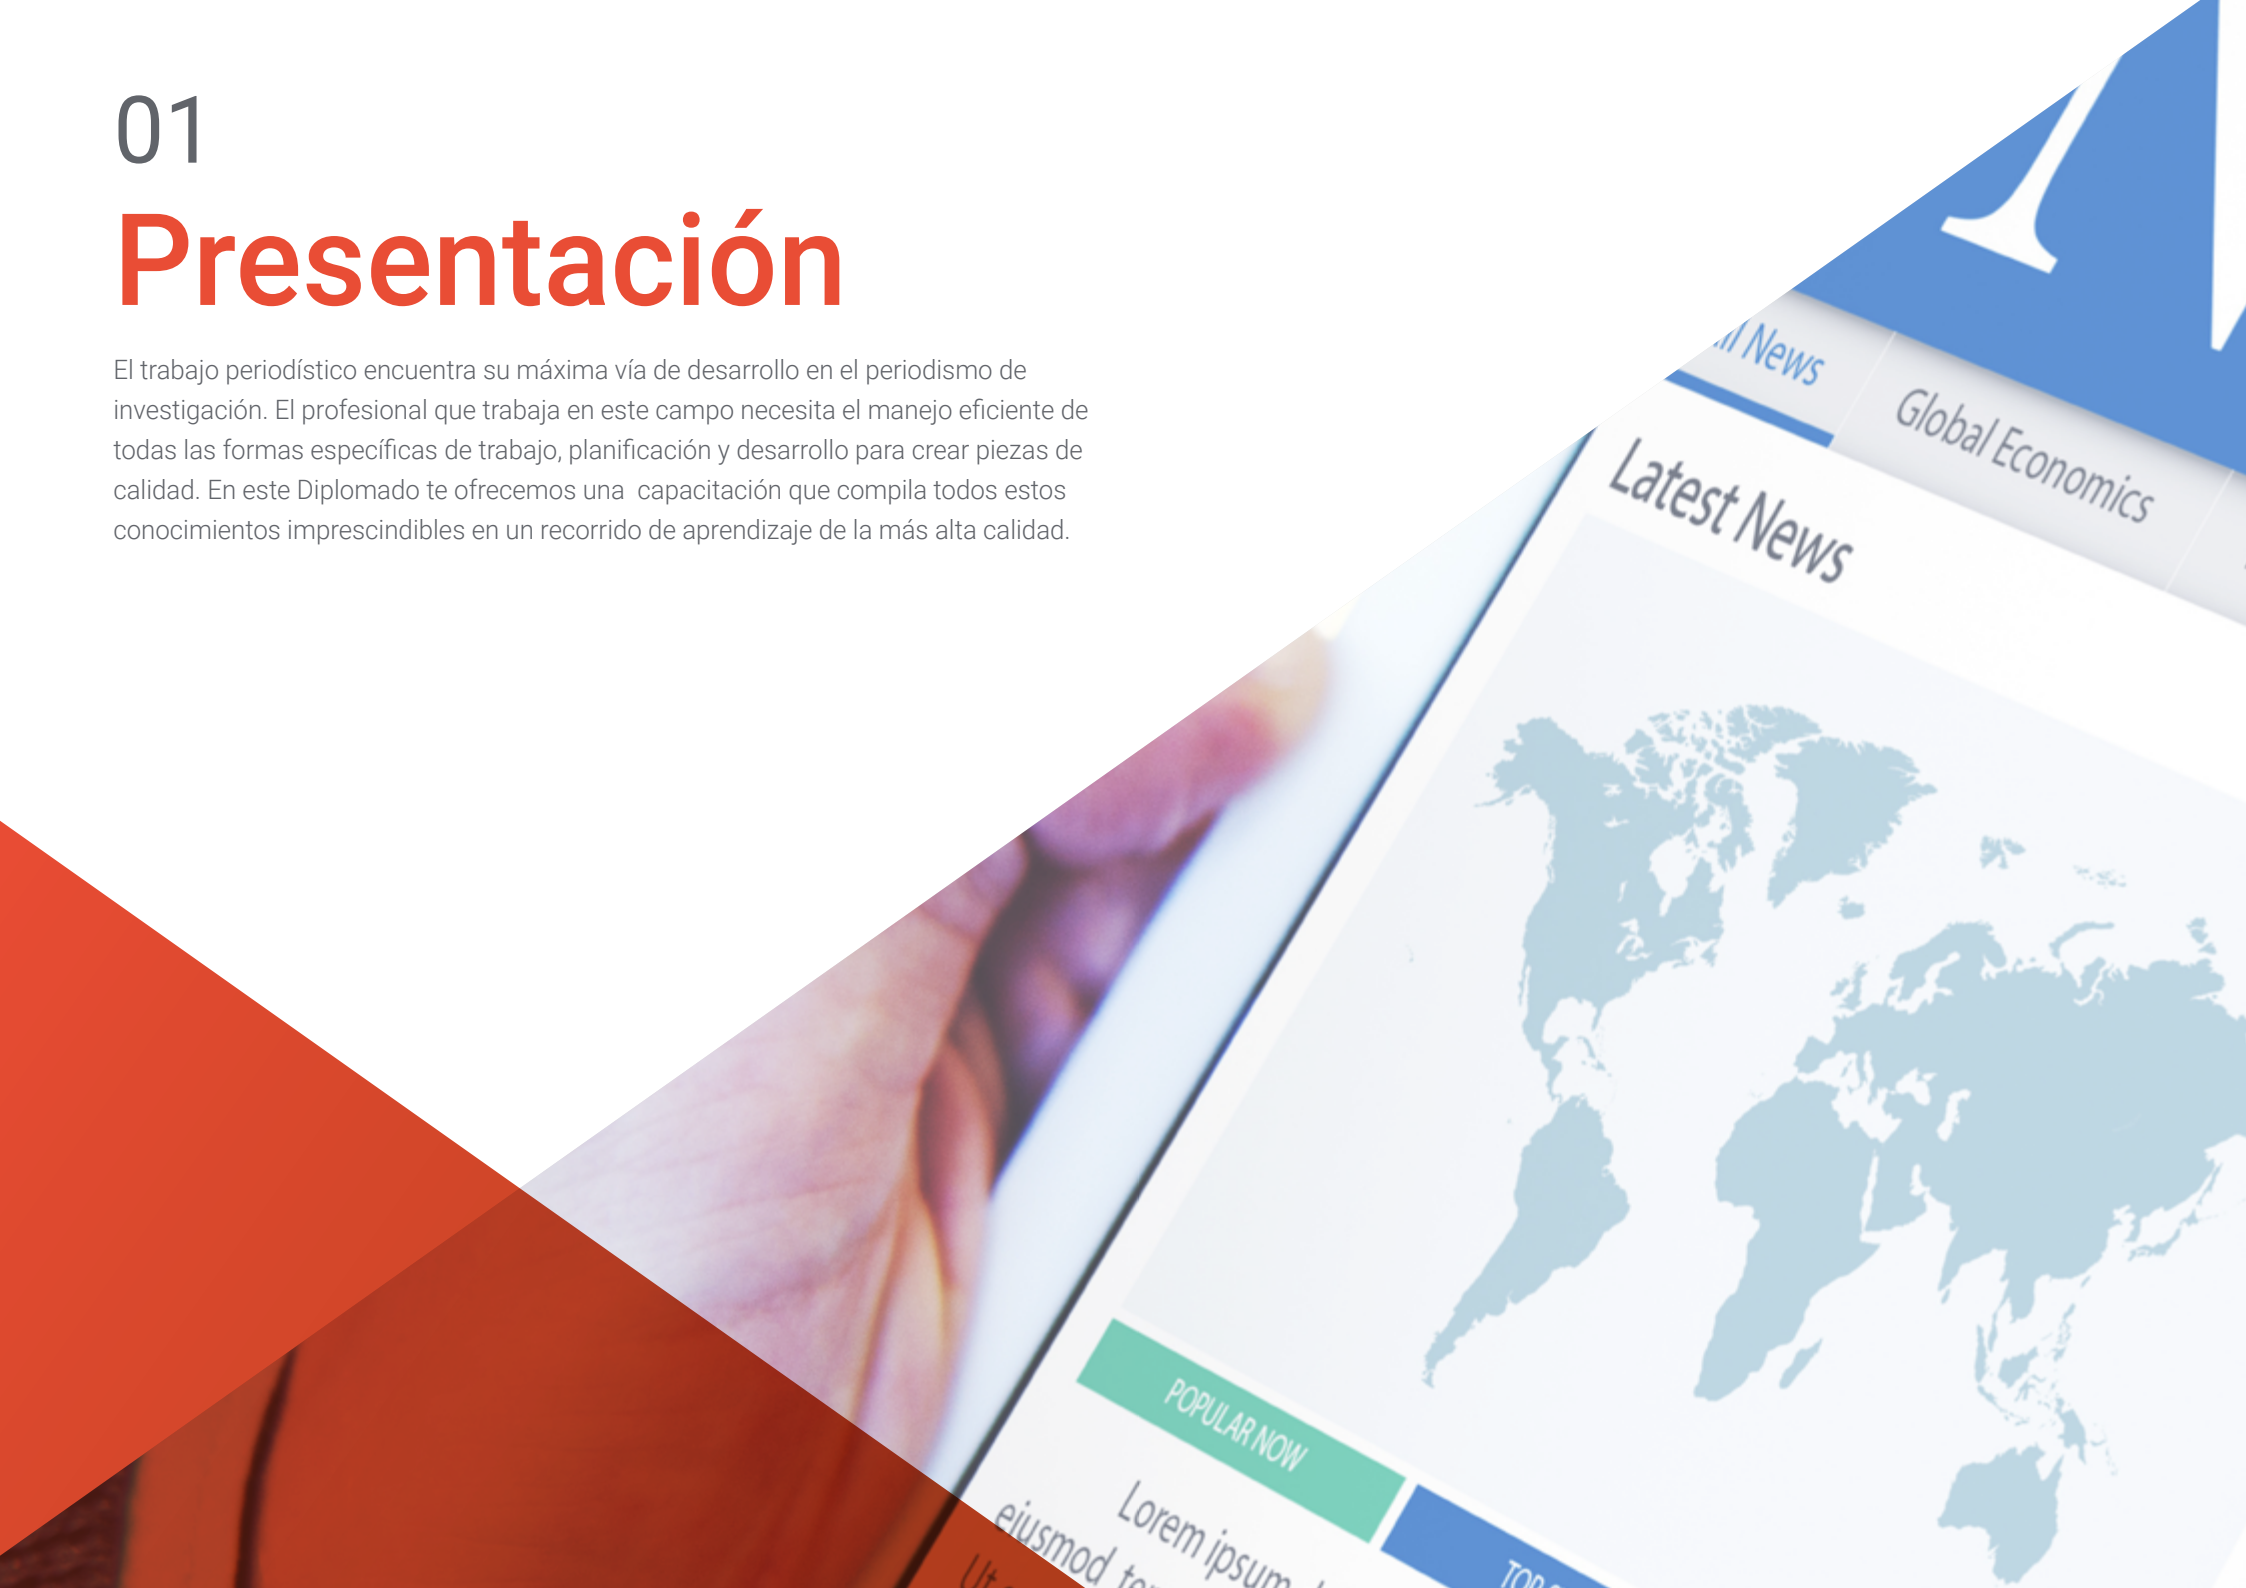 01
Presentación
El trabajo periodístico encuentra su máxima vía de desarrollo en el periodismo de
investigación. El profesional que trabaja en este campo necesita el manejo eficiente de
todas las formas específicas de trabajo, planificación y desarrollo para crear piezas de
calidad. En este Diplomado te ofrecemos una  capacitación que compila todos estos
conocimientos imprescindibles en un recorrido de aprendizaje de la más alta calidad.
News
Global Economics
Latest News
POPULAR NOW
Lorem ipsum
eiusmod
Ut
TOP